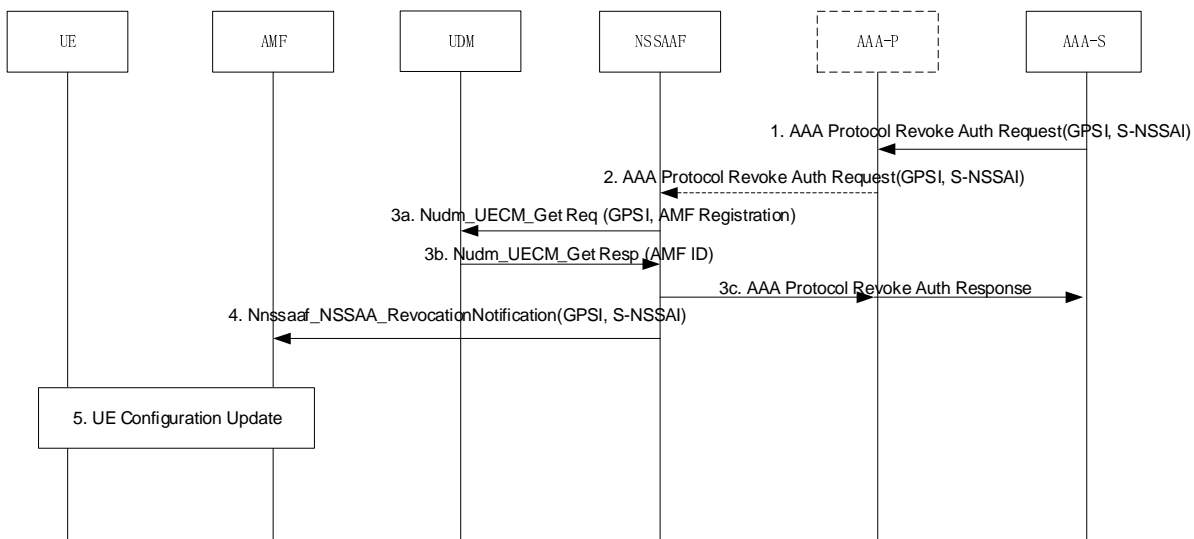 UE
AMF
UDM
NSSAAF
AAA-P
AAA-S
1. AAA Protocol Revoke Auth Request(GPSI, S-NSSAI)
2. AAA Protocol Revoke Auth Request(GPSI, S-NSSAI)
3a. Nudm_UECM_Get Req (GPSI, AMF Registration)
3b. Nudm_UECM_Get Resp (AMF ID)
3c. AAA Protocol Revoke Auth Response
4. Nnssaaf_NSSAA_RevocationNotification(GPSI, S-NSSAI)
5. UE Configuration Update